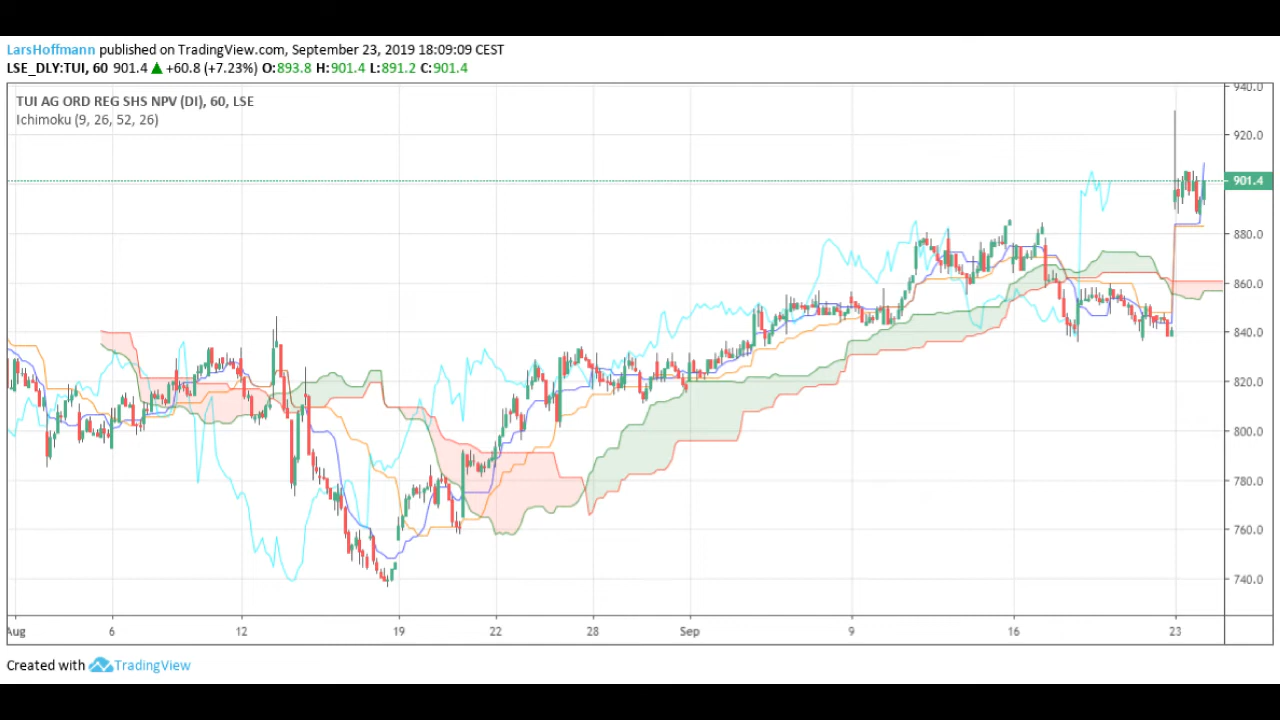 LarsHoffmann published on TradingView.com, September 23, 2019 18:09:09 CEST
LSE_DLY:TUI, 60 901.4 ▲ +60.8 (+7.23%) O:893.8 H:901.4 L:891.2 C:901.4
TUI AG ORD REG SHS NPV (DI), 60, LSE
Ichimoku (9, 26, 52, 26)
940.0
920.0
901.4
880.0
860.0
840.0
820.0
800.0
780.0
760.0
740.0
Aug 6 12 19 22 28 Sep 9 16 23
Created with TradingView